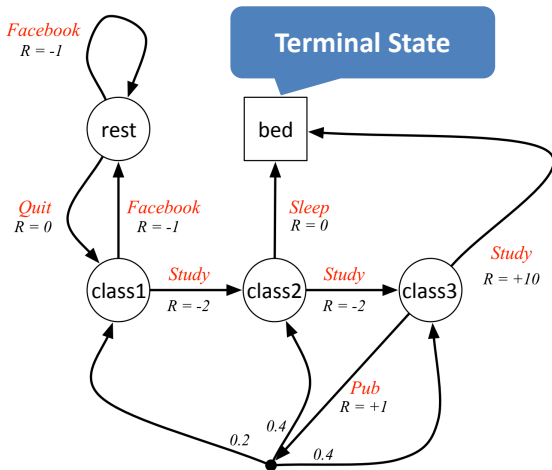 Facebook
R = -1
Terminal State
rest
bed
Quit
R = 0
Facebook
R = -1
Sleep
R = 0
Study
R = +10
class1
Study
R = -2
class2
Study
R = -2
class3
Pub
R = +1
0.2
0.4
0.4